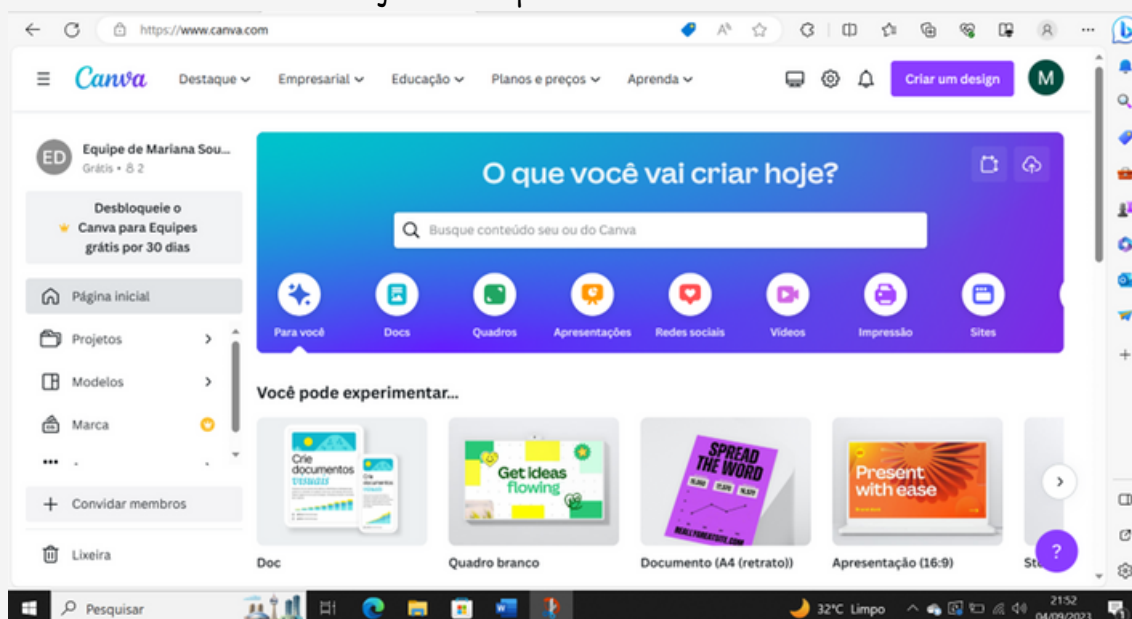 https://www.canva.com
Canva
Destaque
Empresarial
Educação
Planos e preços
Aprenda
Criar um design
M
ED
Equipe de Mariana Sou...
Grátis • 2
Desbloqueie o
Canva para Equipes
grátis por 30 dias
Página inicial
Projetos
Modelos
Marca
Convidar membros
Lixeira
O que você vai criar hoje?
Busque conteúdo seu ou do Canva
Para você
Docs
Quadros
Apresentações
Redes sociais
Vídeos
Impressão
Sites
Você pode experimentar...
Crie
documentos
visuais
Get ideas
flowing
SPREAD
THE WORD
REALLYGREATSITE.COM
Present
with ease
Doc
Quadro branco
Documento (A4 (retrato))
Apresentação (16:9)
?
Pesquisar
32°C Limpo
21:52
04/09/2023